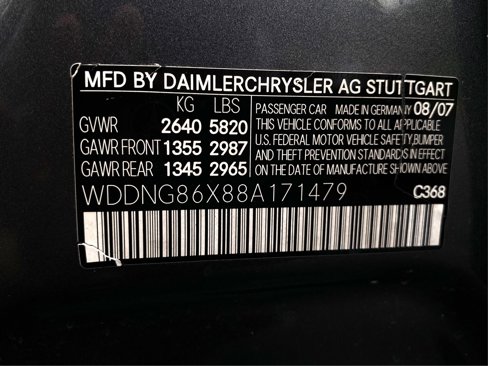 MFD BY DAIMLERCHRYSLER AG STUTTGART
KG LBS
GVWR 2640 5820
GAWR FRONT 1355 2987
GAWR REAR 1345 2965
PASSENGER CAR MADE IN GERMANY 08/07
THIS VEHICLE CONFORMS TO ALL APPLICABLE
U.S. FEDERAL MOTOR VEHICLE SAFETY, BUMPER
AND THEFT PREVENTION STANDARDS IN EFFECT
ON THE DATE OF MANUFACTURE SHOWN ABOVE
WDDNG86X88A171479 C368